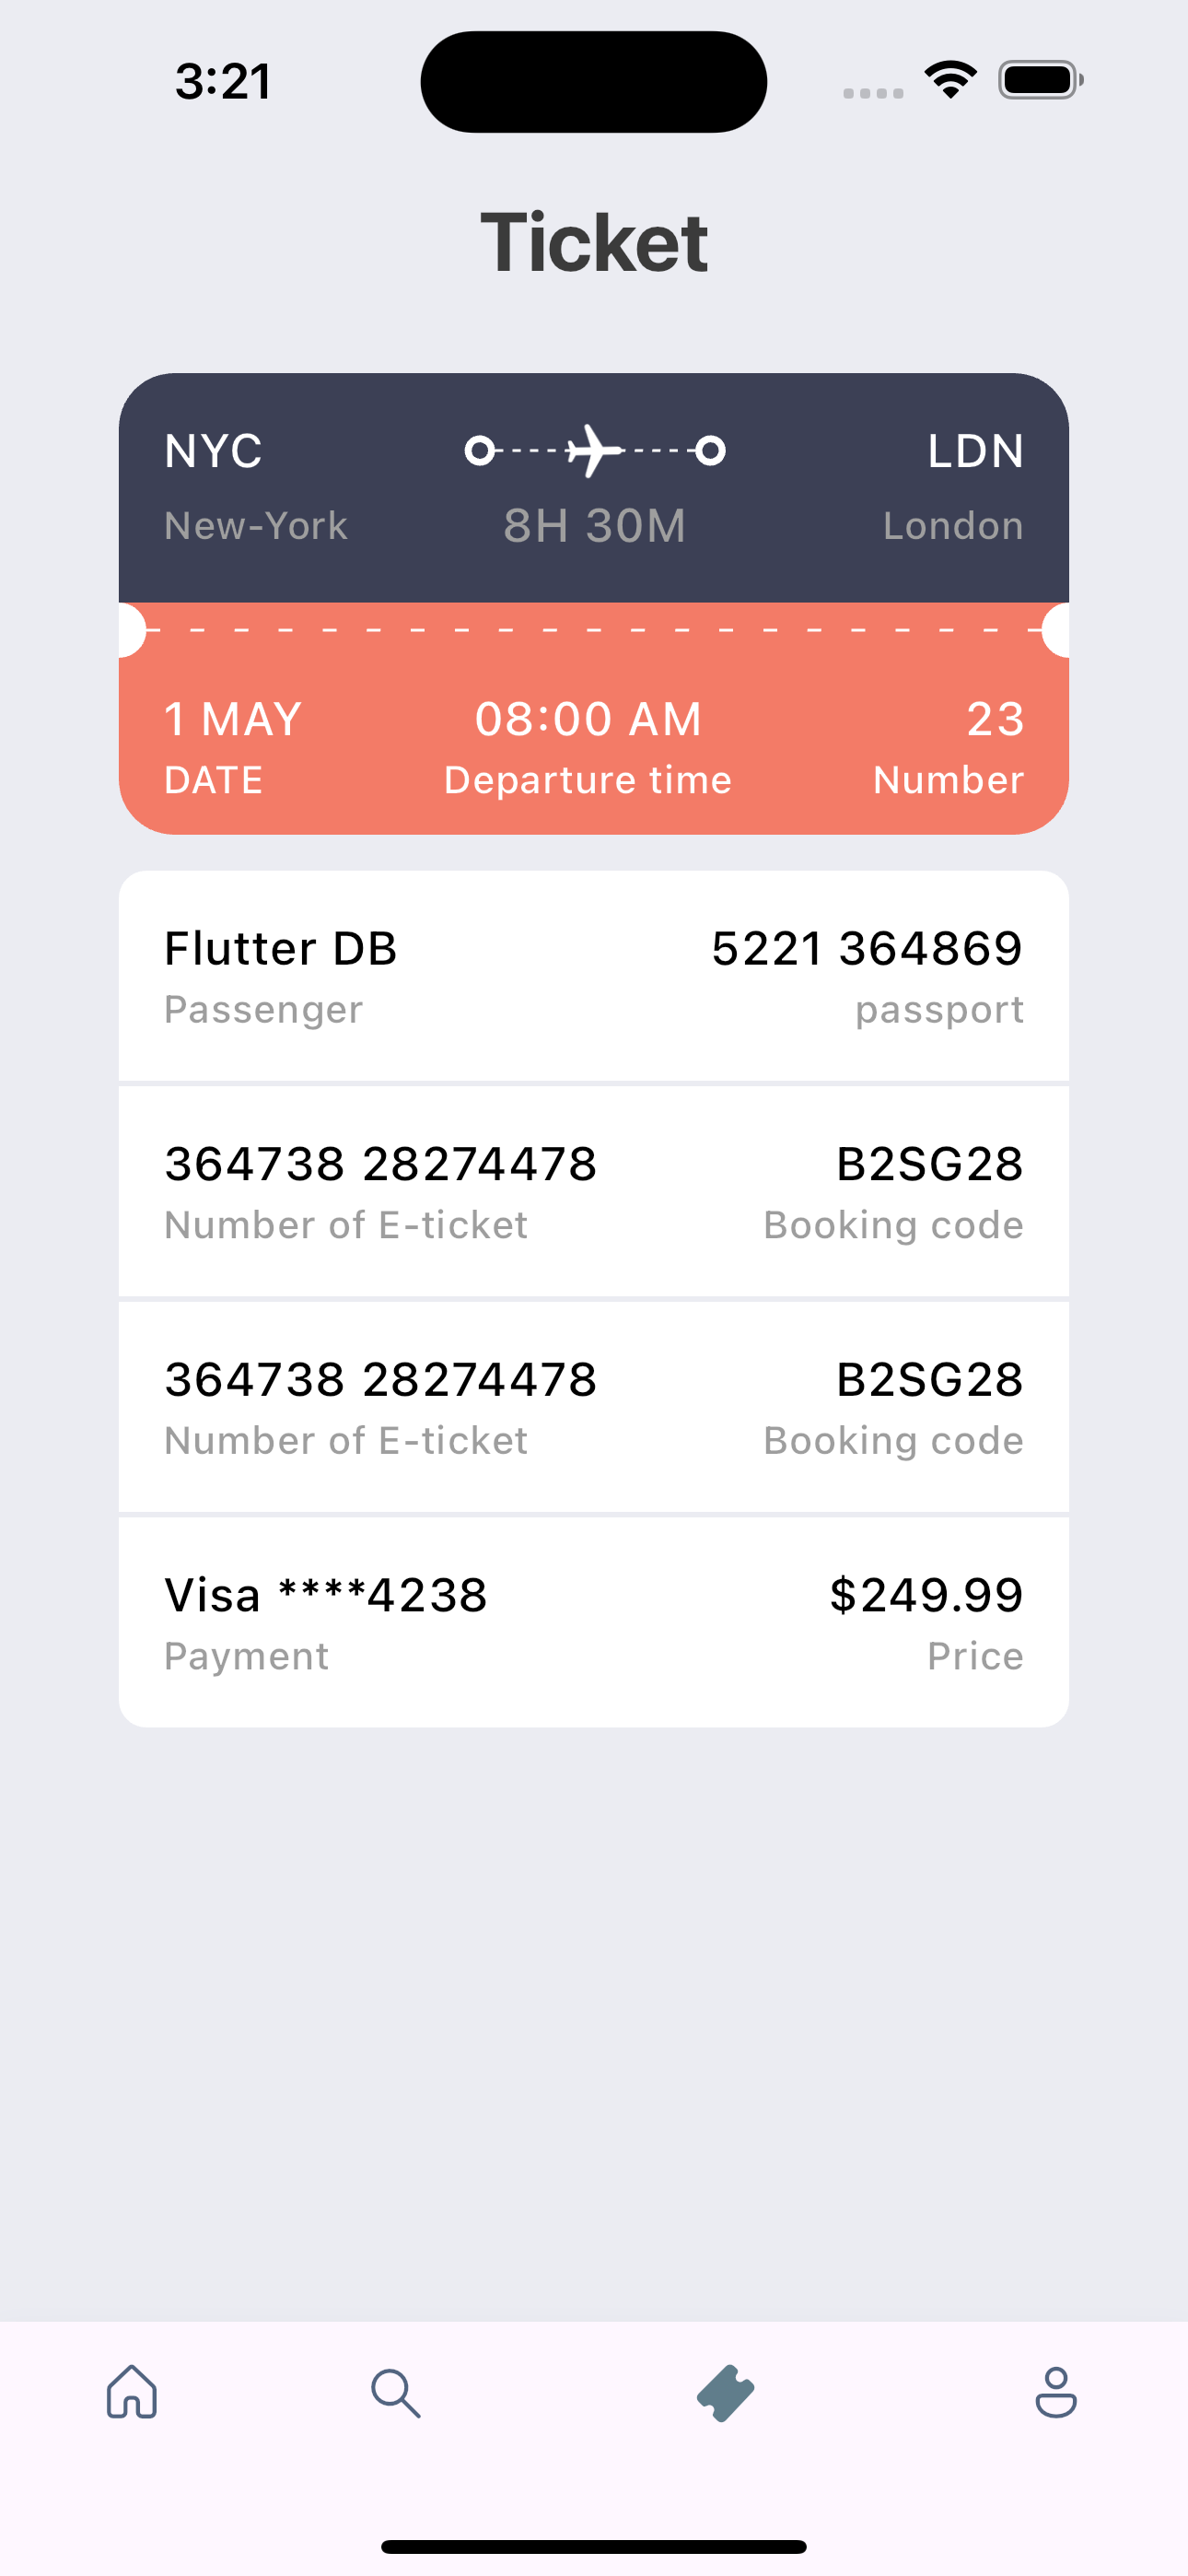 3:21
Ticket
NYC LDN
New-York 8H 30M London
1 MAY 08:00 AM 23
DATE Departure time Number
Flutter DB 5221 364869
Passenger passport
364738 28274478 B2SG28
Number of E-ticket Booking code
364738 28274478 B2SG28
Number of E-ticket Booking code
Visa ****4238 $249.99
Payment Price